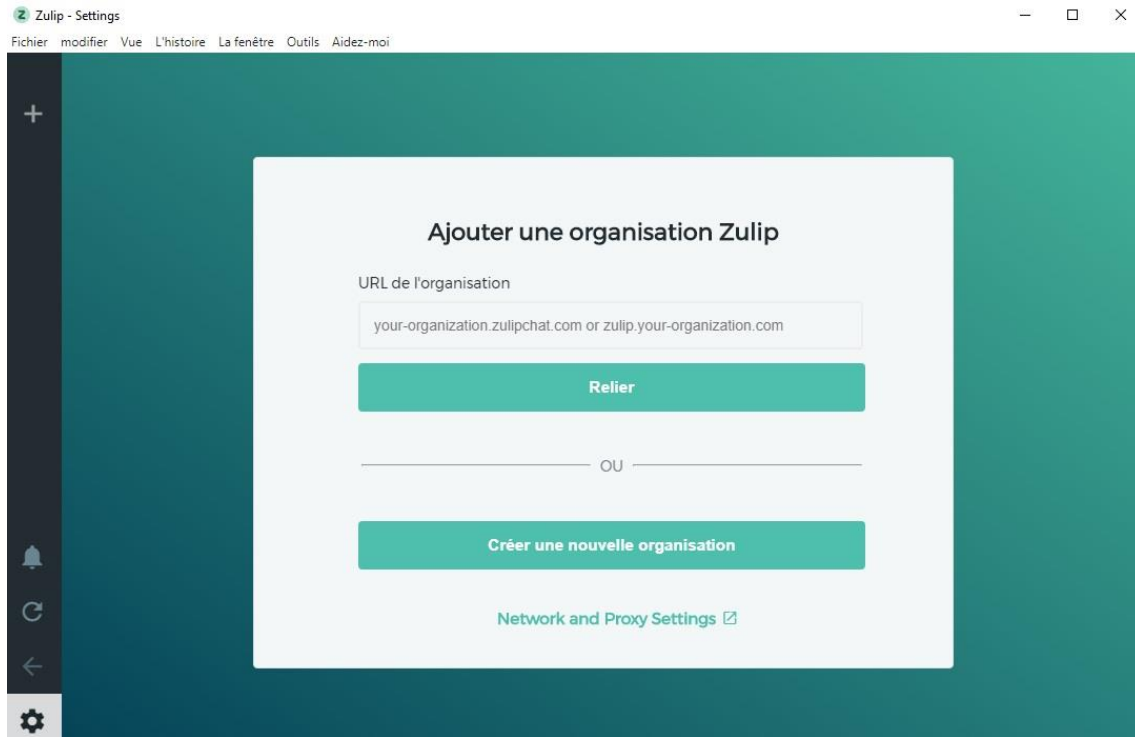 Zulip - Settings
Fichier modifier Vue L'histoire La fenêtre Outils Aidez-moi
Ajouter une organisation Zulip
URL de l'organisation
your-organization.zulipchat.com or zulip.your-organization.com
Relier
OU
Créer une nouvelle organisation
Network and Proxy Settings